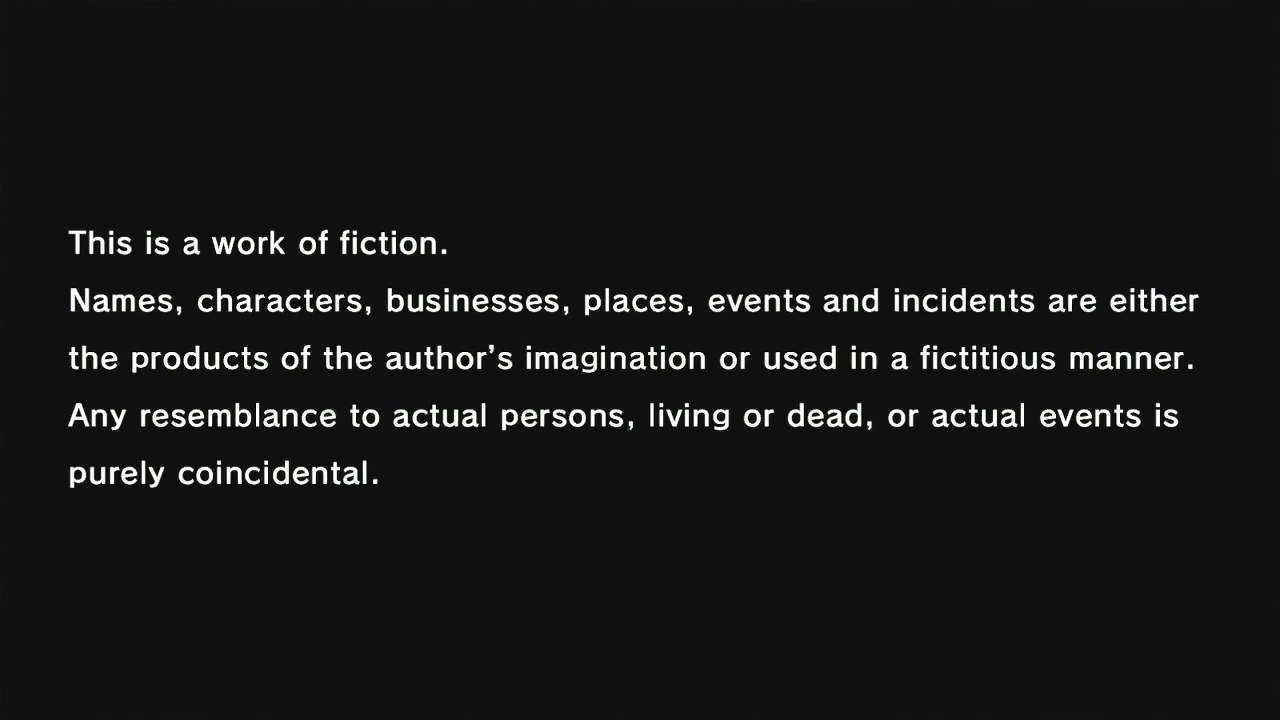 This is a work of fiction.
Names, characters, businesses, places, events and incidents are either
the products of the author’s imagination or used in a fictitious manner.
Any resemblance to actual persons, living or dead, or actual events is
purely coincidental.